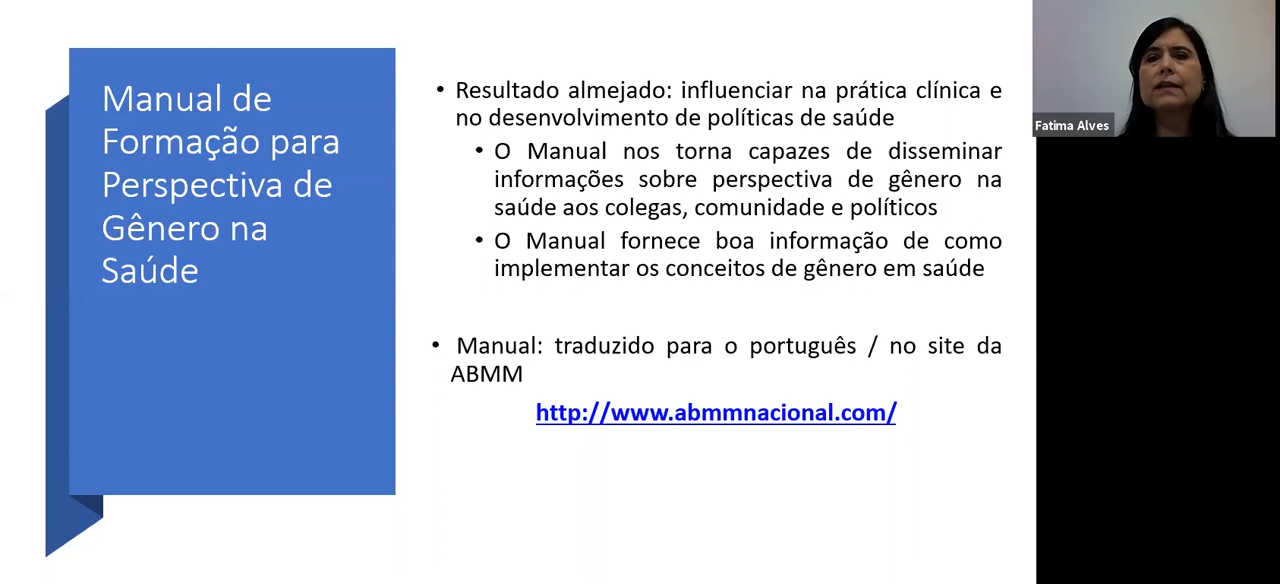 Manual de
Formação para
Perspectiva de
Gênero na
Saúde
• Resultado almejado: influenciar na prática clínica e
no desenvolvimento de políticas de saúde
• O Manual nos torna capazes de disseminar
informações sobre perspectiva de gênero na
saúde aos colegas, comunidade e políticos
• O Manual fornece boa informação de como
implementar os conceitos de gênero em saúde
• Manual: traduzido para o português / no site da
ABMM
http://www.abmmnacional.com/
Fatima Alves